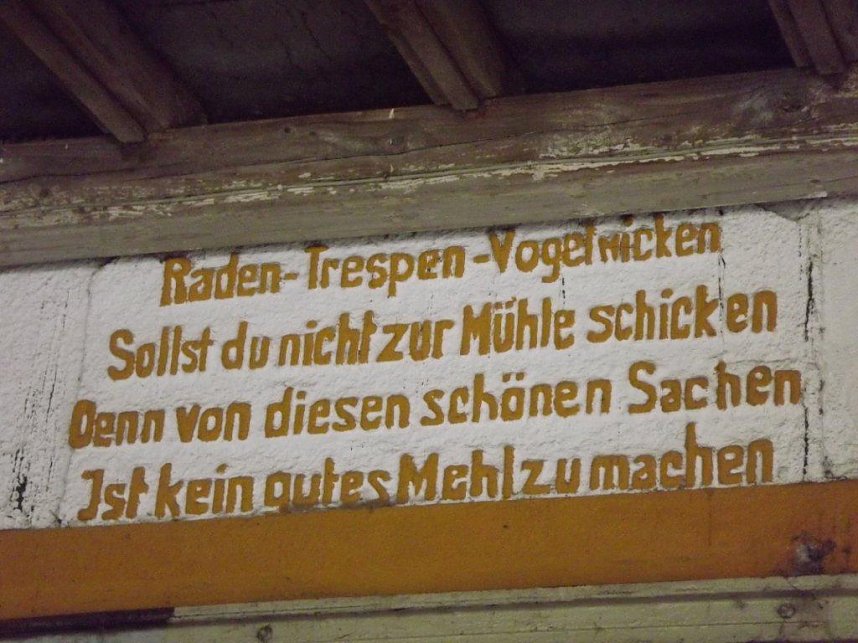 Raden-Trespen-Vogelwicken
Sollst du nicht zur Mühle schicken
Denn von diesen schönen Sachen
Ist kein gutes Mehl zu machen